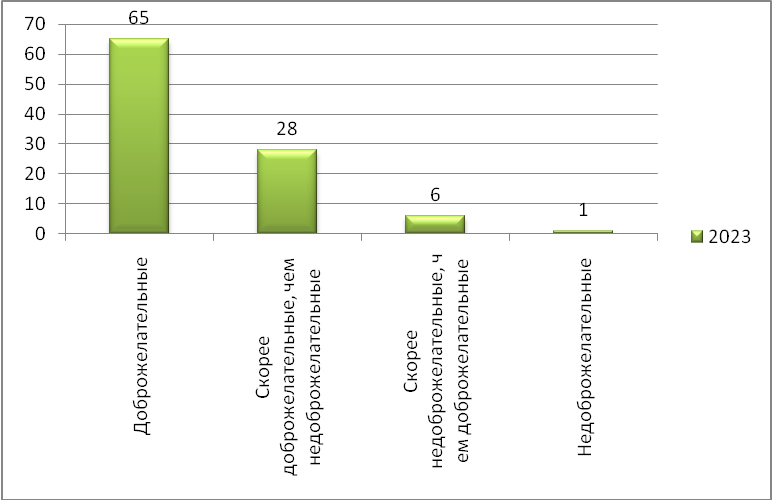 65
70
60
50
40
30
20
10
0
28
6
1
2023
Доброжелательные
Скорее
доброжелательные, чем
недоброжелательные
Скорее
недоброжелательные, ч
ем доброжелательные
Недоброжелательные